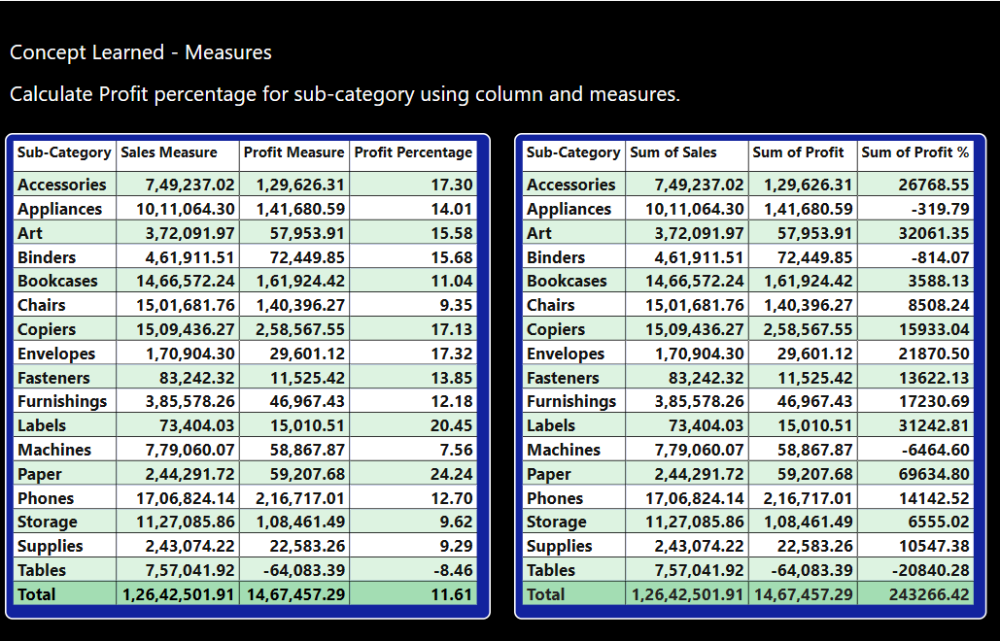 Concept Learned - Measures
Calculate Profit percentage for sub-category using column and measures.
Sub-Category Sales Measure Profit Measure Profit Percentage
Accessories 7,49,237.02 1,29,626.31 17.30
Appliances 10,11,064.30 1,41,680.59 14.01
Art 3,72,091.97 57,953.91 15.58
Binders 4,61,911.51 72,449.85 15.68
Bookcases 14,66,572.24 1,61,924.42 11.04
Chairs 15,01,681.76 1,40,396.27 9.35
Copiers 15,09,436.27 2,58,567.55 17.13
Envelopes 1,70,904.30 29,601.12 17.32
Fasteners 83,242.32 11,525.42 13.85
Furnishings 3,85,578.26 46,967.43 12.18
Labels 73,404.03 15,010.51 20.45
Machines 7,79,060.07 58,867.87 7.56
Paper 2,44,291.72 59,207.68 24.24
Phones 17,06,824.14 2,16,717.01 12.70
Storage 11,27,085.86 1,08,461.49 9.62
Supplies 2,43,074.22 22,583.26 9.29
Tables 7,57,041.92 -64,083.39 -8.46
Total 1,26,42,501.91 14,67,457.29 11.61
Sub-Category Sum of Sales Sum of Profit Sum of Profit %
Accessories 7,49,237.02 1,29,626.31 26768.55
Appliances 10,11,064.30 1,41,680.59 -319.79
Art 3,72,091.97 57,953.91 32061.35
Binders 4,61,911.51 72,449.85 -814.07
Bookcases 14,66,572.24 1,61,924.42 3588.13
Chairs 15,01,681.76 1,40,396.27 8508.24
Copiers 15,09,436.27 2,58,567.55 15933.04
Envelopes 1,70,904.30 29,601.12 21870.50
Fasteners 83,242.32 11,525.42 13622.13
Furnishings 3,85,578.26 46,967.43 17230.69
Labels 73,404.03 15,010.51 31242.81
Machines 7,79,060.07 58,867.87 -6464.60
Paper 2,44,291.72 59,207.68 69634.80
Phones 17,06,824.14 2,16,717.01 14142.52
Storage 11,27,085.86 1,08,461.49 6555.02
Supplies 2,43,074.22 22,583.26 10547.38
Tables 7,57,041.92 -64,083.39 -20840.28
Total 1,26,42,501.91 14,67,457.29 243266.42